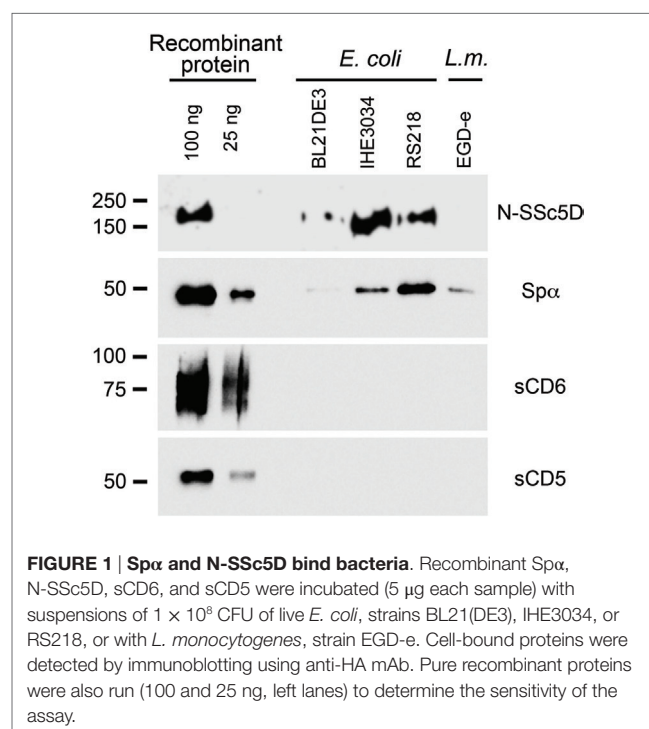 Recombinant
protein
E. coli
L.m.
100 ng
25 ng
BL21DE3
IHE3034
RS218
EGD-e
250
150
N-SSc5D
50
Spα
100
75
sCD6
50
sCD5
FIGURE 1 | Spα and N-SSc5D bind bacteria. Recombinant Spα,
N-SSc5D, sCD6, and sCD5 were incubated (5 μg each sample) with
suspensions of 1 × 10⁸ CFU of live E. coli, strains BL21(DE3), IHE3034, or
RS218, or with L. monocytogenes, strain EGD-e. Cell-bound proteins were
detected by immunoblotting using anti-HA mAb. Pure recombinant proteins
were also run (100 and 25 ng, left lanes) to determine the sensitivity of the
assay.